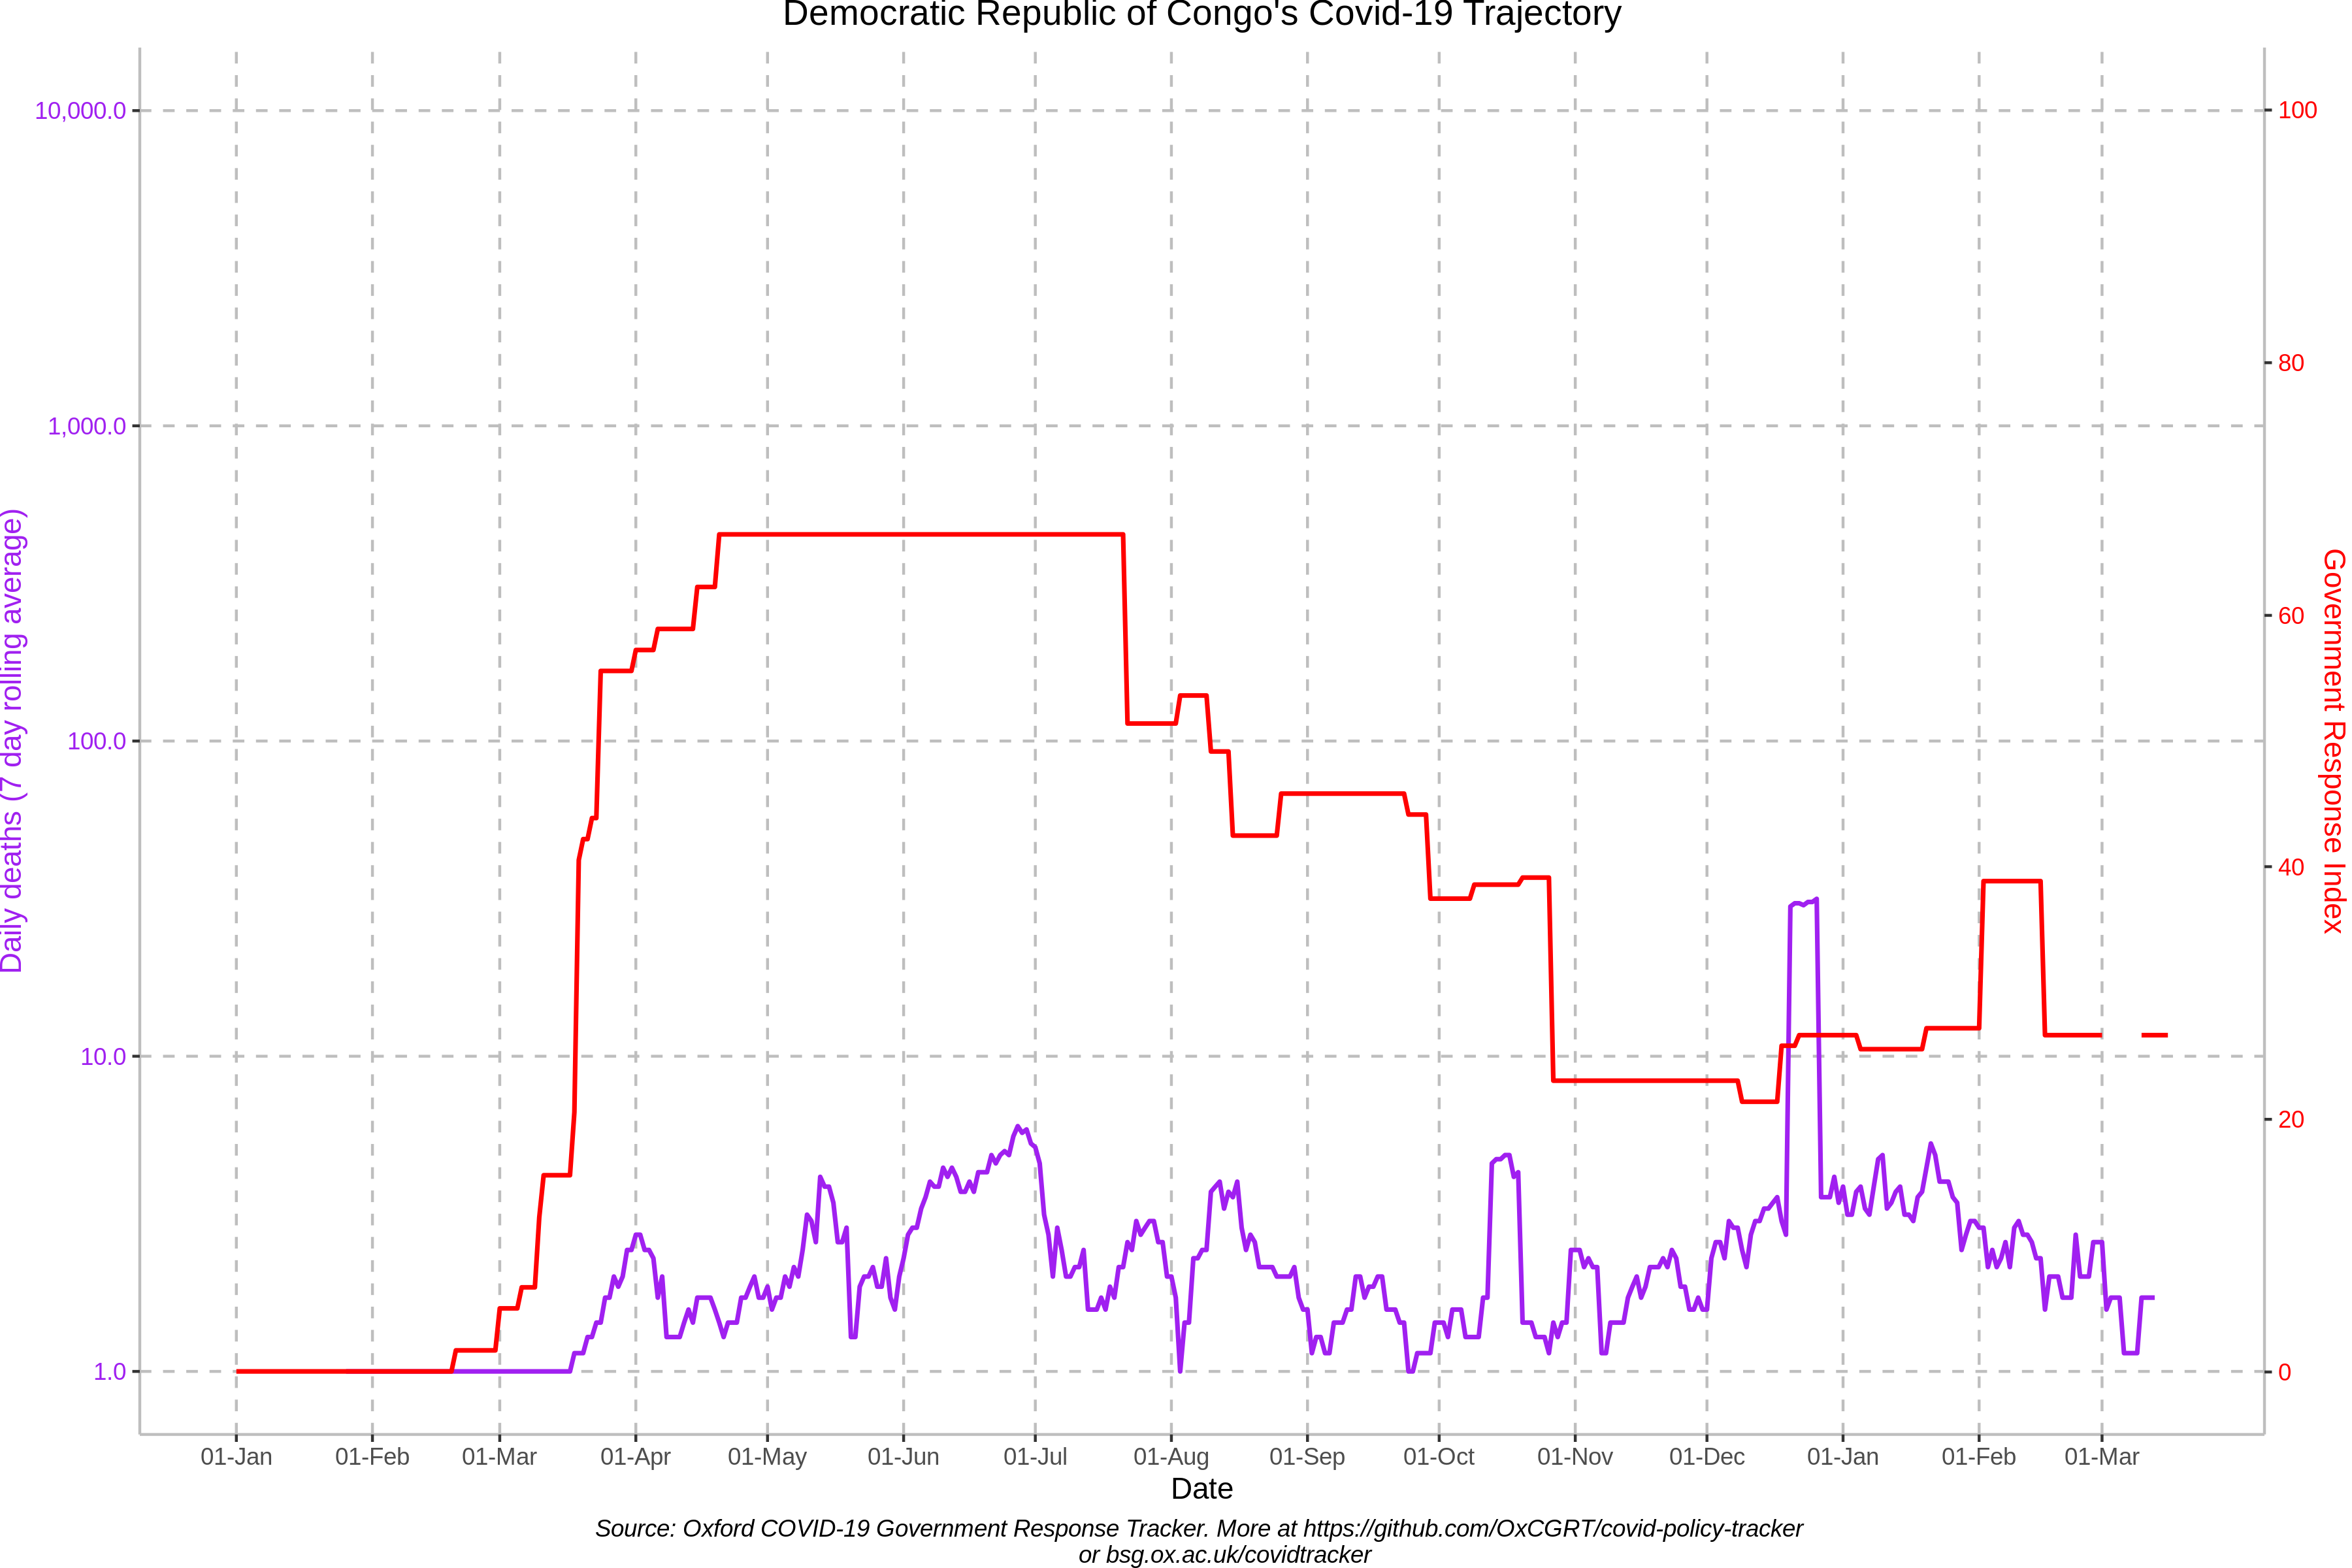 Democratic Republic of Congo's Covid-19 Trajectory
Daily deaths (7 day rolling average)
10,000.0
1,000.0
100.0
10.0
1.0
100
80
60
40
20
0
Government Response Index
01-Jan
01-Feb
01-Mar
01-Apr
01-May
01-Jun
01-Jul
01-Aug
01-Sep
01-Oct
01-Nov
01-Dec
01-Jan
01-Feb
01-Mar
Date
Source: Oxford COVID-19 Government Response Tracker. More at https://github.com/OxCGRT/covid-policy-tracker
or bsg.ox.ac.uk/covidtracker